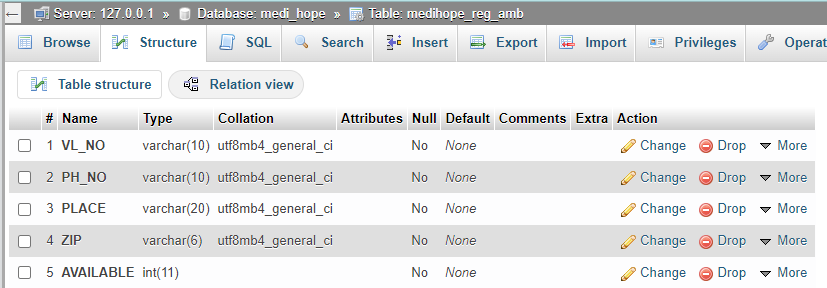 Server: 127.0.0.1 » Database: medi_hope » Table: medihope_reg_amb
Browse Structure SQL Search Insert Export Import Privileges Operat
Table structure Relation view
# Name Type Collation Attributes Null Default Comments Extra Action
1 VL_NO varchar(10) utf8mb4_general_ci No None Change Drop More
2 PH_NO varchar(10) utf8mb4_general_ci No None Change Drop More
3 PLACE varchar(20) utf8mb4_general_ci No None Change Drop More
4 ZIP varchar(6) utf8mb4_general_ci No None Change Drop More
5 AVAILABLE int(11) No None Change Drop More